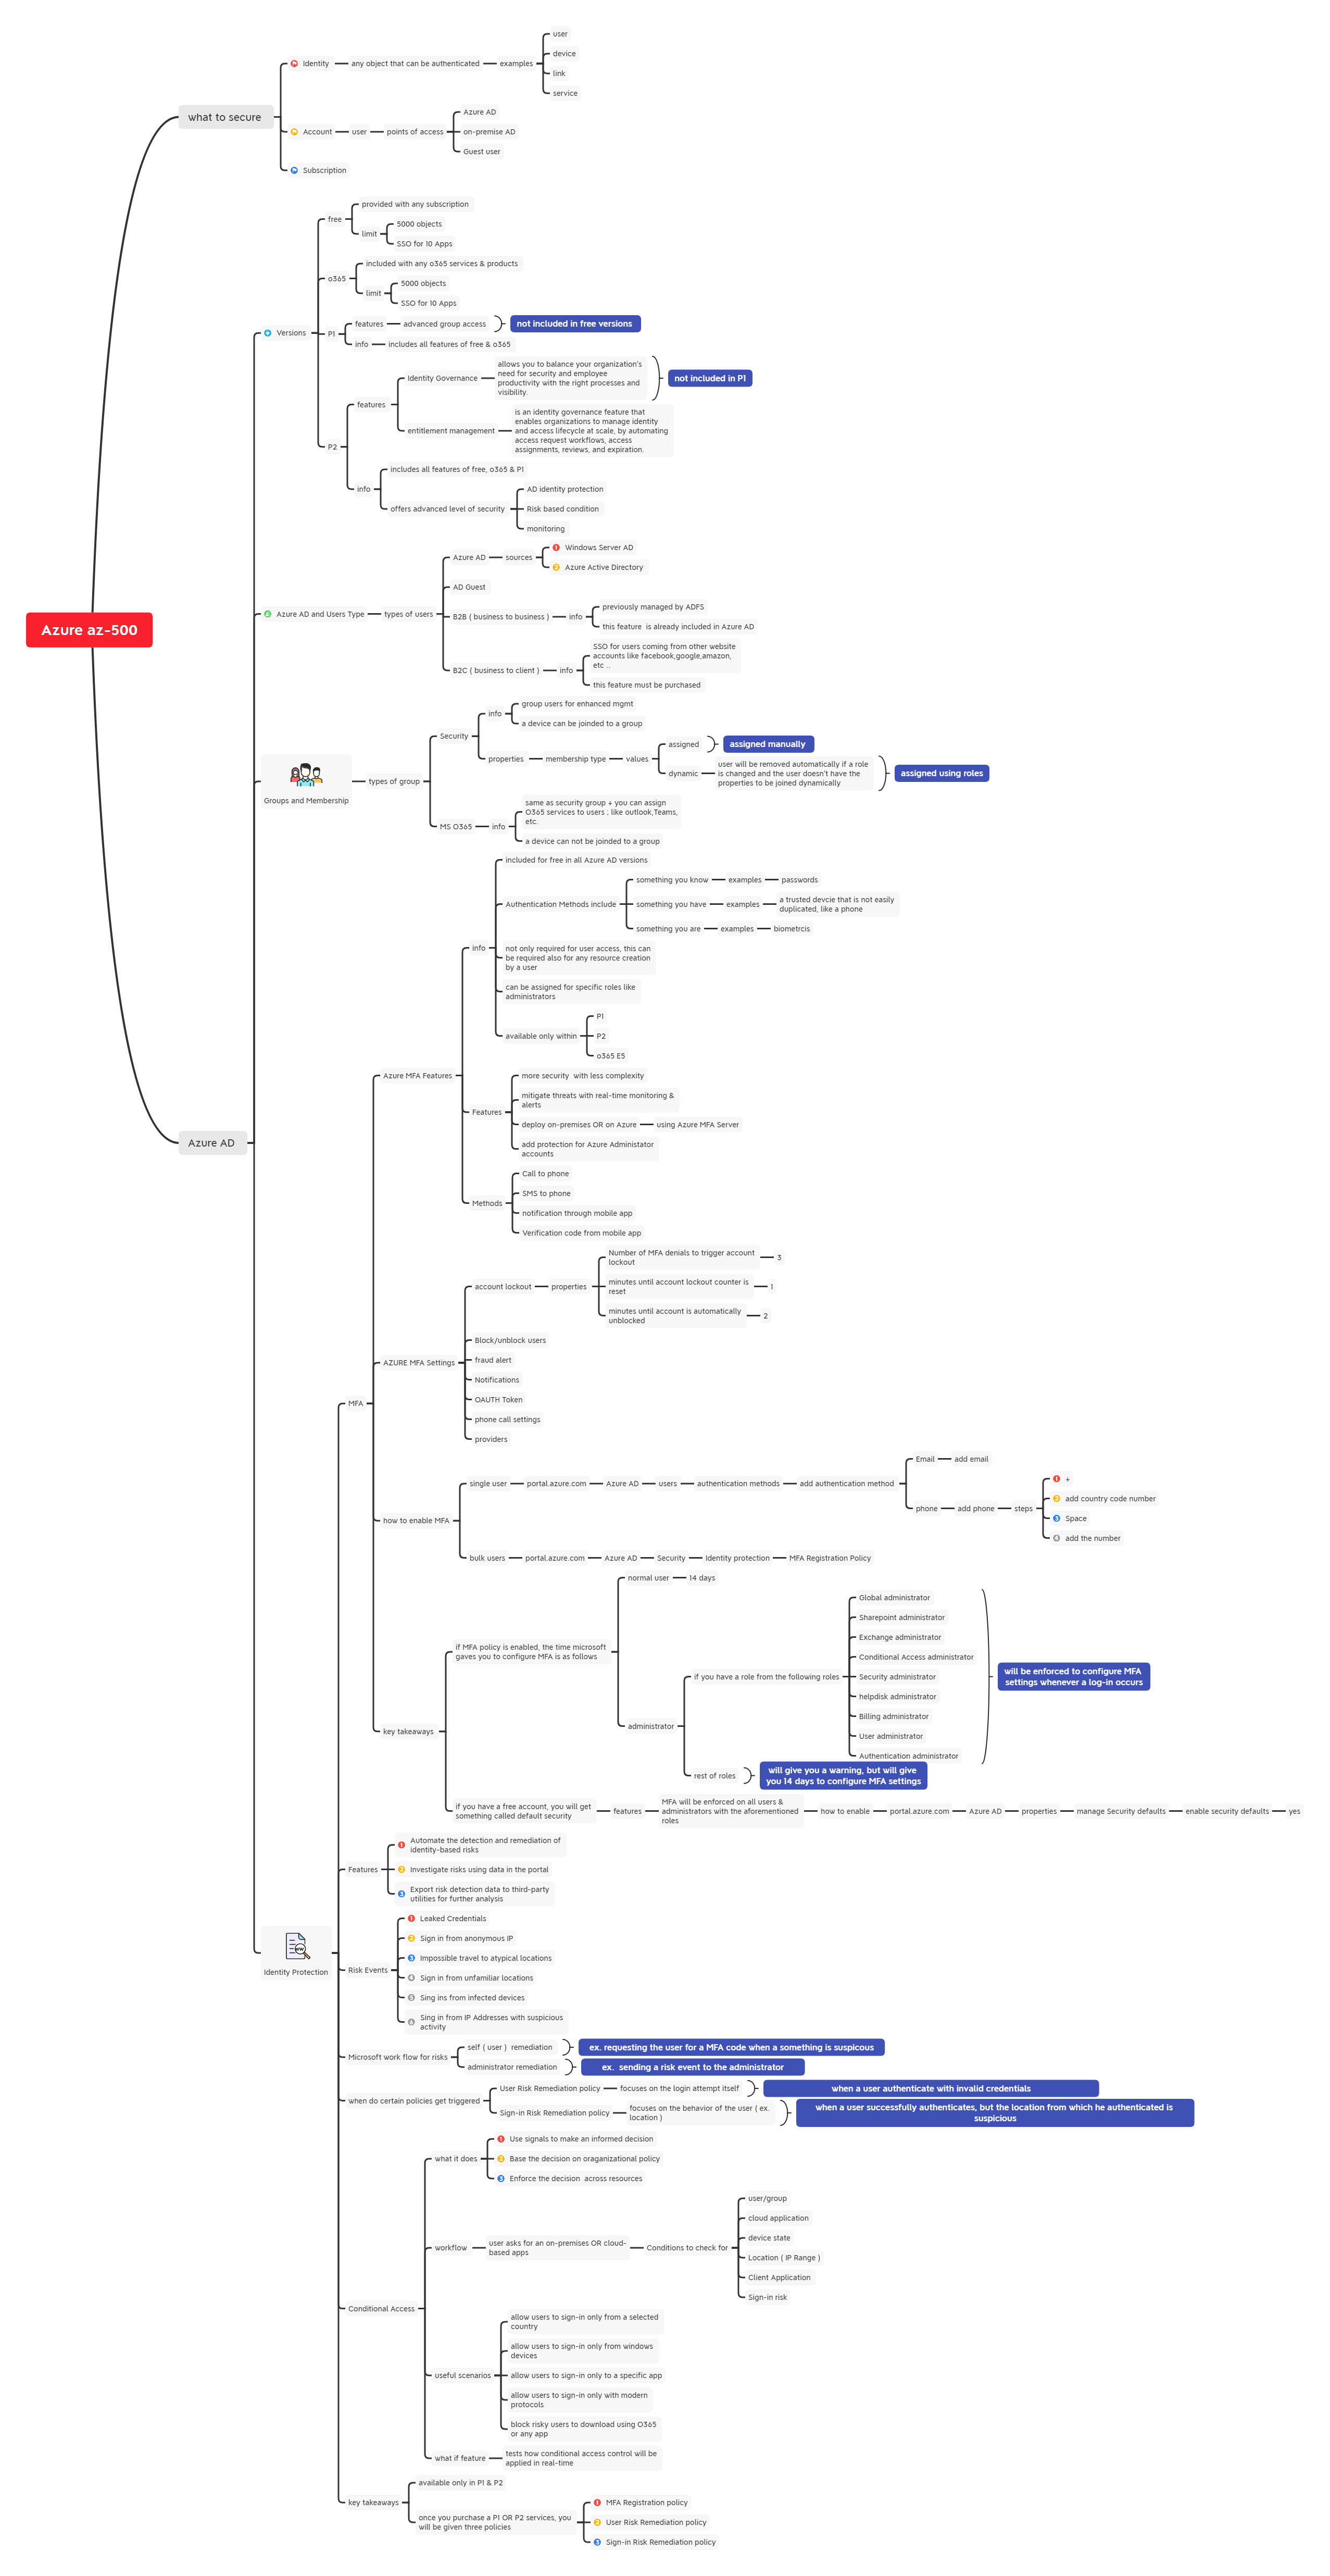 Azure az-500
what to secure
Identity
any object that can be authenticated
examples
user
device
link
service
Account
user
points of access
Azure AD
on-premise AD
Guest user
Subscription
Azure AD
Versions
free
provided with any subscription
limit
5000 objects
SSO for 10 Apps
o365
included with any o365 services & products
limit
5000 objects
SSO for 10 Apps
P1
features
advanced group access
not included in free versions
info
includes all features of free & o365
P2
features
Identity Governance
allows you to balance your organization's
need for security and employee
productivity with the right processes and
visibility.
not included in P1
entitlement management
is an identity governance feature that
enables organizations to manage identity
and access lifecycle at scale, by automating
access request workflows, access
assignments, reviews, and expiration.
info
includes all features of free, o365 & P1
offers advanced level of security
AD identity protection
Risk based condition
monitoring
Azure AD and Users Type
types of users
Azure AD
sources
1 Windows Server AD
2 Azure Active Directory
AD Guest
B2B ( business to business )
info
previously managed by ADFS
this feature is already included in Azure AD
B2C ( business to client )
info
SSO for users coming from other website
accounts like facebook,google,amazon,
etc ..
this feature must be purchased
Groups and Membership
types of group
Security
info
group users for enhanced mgmt
a device can be joinded to a group
properties
membership type
values
assigned
assigned manually
dynamic
user will be removed automatically if a role
is changed and the user doesn't have the
properties to be joined dynamically
assigned using roles
MS O365
info
same as security group + you can assign
O365 services to users ; like outlook,Teams,
etc.
a device can not be joinded to a group
Identity Protection
MFA
Azure MFA Features
info
included for free in all Azure AD versions
Authentication Methods include
something you know
examples
passwords
something you have
examples
a trusted devcie that is not easily
duplicated, like a phone
something you are
examples
biometrcis
not only required for user access, this can
be required also for any resource creation
by a user
can be assigned for specific roles like
administrators
available only within
P1
P2
o365 E5
Features
more security with less complexity
mitigate threats with real-time monitoring &
alerts
deploy on-premises OR on Azure
using Azure MFA Server
add protection for Azure Administator
accounts
Methods
Call to phone
SMS to phone
notification through mobile app
Verification code from mobile app
AZURE MFA Settings
account lockout
properties
Number of MFA denials to trigger account
lockout
3
minutes until account lockout counter is
reset
1
minutes until account is automatically
unblocked
2
Block/unblock users
fraud alert
Notifications
OAUTH Token
phone call settings
providers
how to enable MFA
single user
portal.azure.com
Azure AD
users
authentication methods
add authentication method
Email
add email
phone
add phone
steps
1 +
2 add country code number
3 Space
4 add the number
bulk users
portal.azure.com
Azure AD
Security
Identity protection
MFA Registration Policy
key takeaways
if MFA policy is enabled, the time microsoft
gaves you to configure MFA is as follows
normal user
14 days
administrator
if you have a role from the following roles
Global administrator
Sharepoint administrator
Exchange administrator
Conditional Access administrator
Security administrator
helpdisk administrator
Billing administrator
User administrator
Authentication administrator
will be enforced to configure MFA
settings whenever a log-in occurs
rest of roles
will give you a warning, but will give
you 14 days to configure MFA settings
if you have a free account, you will get
something called default security
features
MFA will be enforced on all users &
administrators with the aforementioned
roles
how to enable
portal.azure.com
Azure AD
properties
manage Security defaults
enable security defaults
yes
Features
1 Automate the detection and remediation of
identity-based risks
2 Investigate risks using data in the portal
3 Export risk detection data to third-party
utilities for further analysis
Risk Events
1 Leaked Credentials
2 Sign in from anonymous IP
3 Impossible travel to atypical locations
4 Sign in from unfamiliar locations
5 Sing ins from infected devices
6 Sing in from IP Addresses with suspicious
activity
Microsoft work flow for risks
self ( user ) remediation
ex. requesting the user for a MFA code when a something is suspicous
administrator remediation
ex. sending a risk event to the administrator
when do certain policies get triggered
User Risk Remediation policy
focuses on the login attempt itself
when a user authenticate with invalid credentials
Sign-in Risk Remediation policy
focuses on the behavior of the user ( ex.
location )
when a user successfully authenticates, but the location from which he authenticated is
suspicious
Conditional Access
what it does
1 Use signals to make an informed decision
2 Base the decision on oraganizational policy
3 Enforce the decision across resources
workflow
user asks for an on-premises OR cloud-
based apps
Conditions to check for
user/group
cloud application
device state
Location ( IP Range )
Client Application
Sign-in risk
useful scenarios
allow users to sign-in only from a selected
country
allow users to sign-in only from windows
devices
allow users to sign-in only to a specific app
allow users to sign-in only with modern
protocols
block risky users to download using O365
or any app
what if feature
tests how conditional access control will be
applied in real-time
key takeaways
available only in P1 & P2
once you purchase a P1 OR P2 services, you
will be given three policies
1 MFA Registration policy
2 User Risk Remediation policy
3 Sign-in Risk Remediation policy